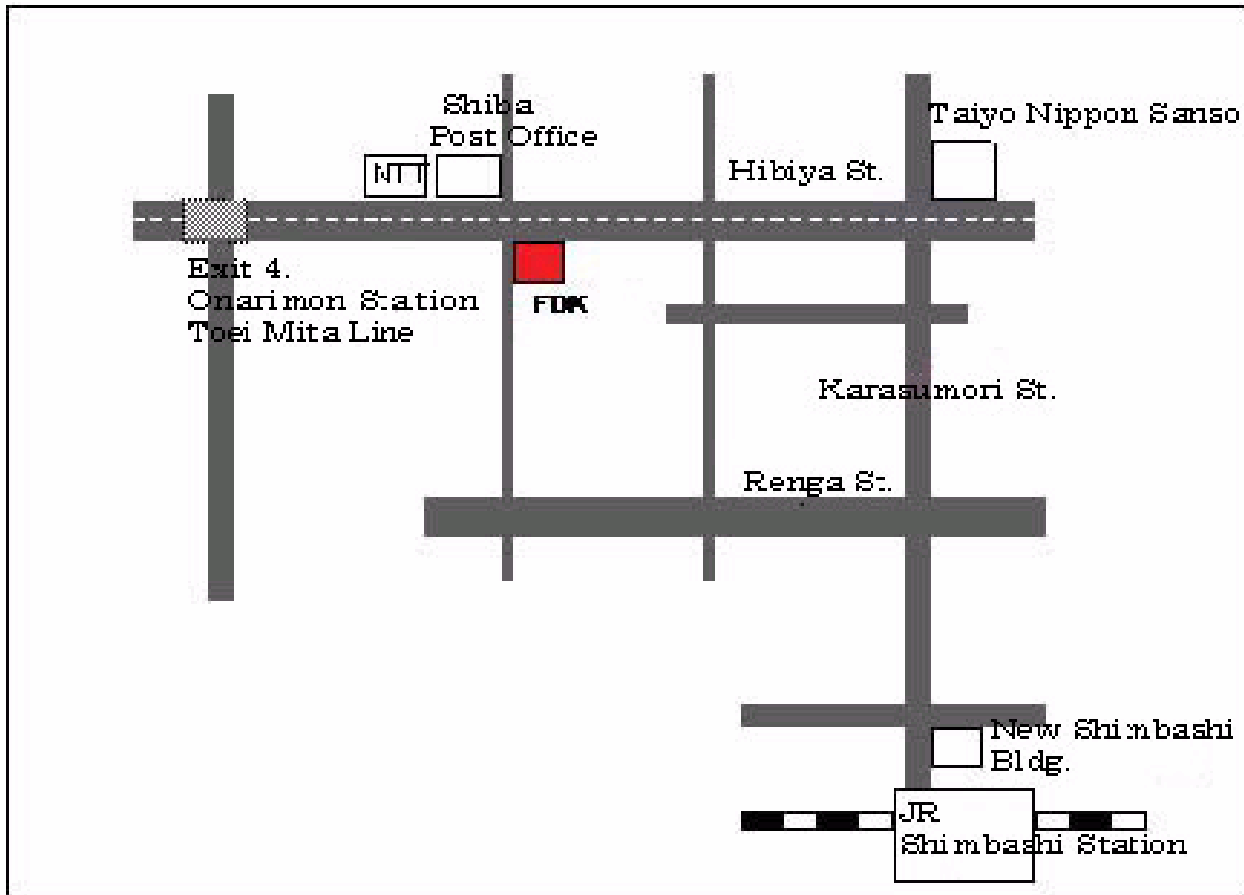 Shiba
Post Office
Taiyo Nippon Sanso
NTT
Hibiya St.
Exit 4.
Onarimon Station
Toei Mita Line
FDK
Karasumori St.
Renga St.
New Shimbashi
Bldg.
JR
Shimbashi Station